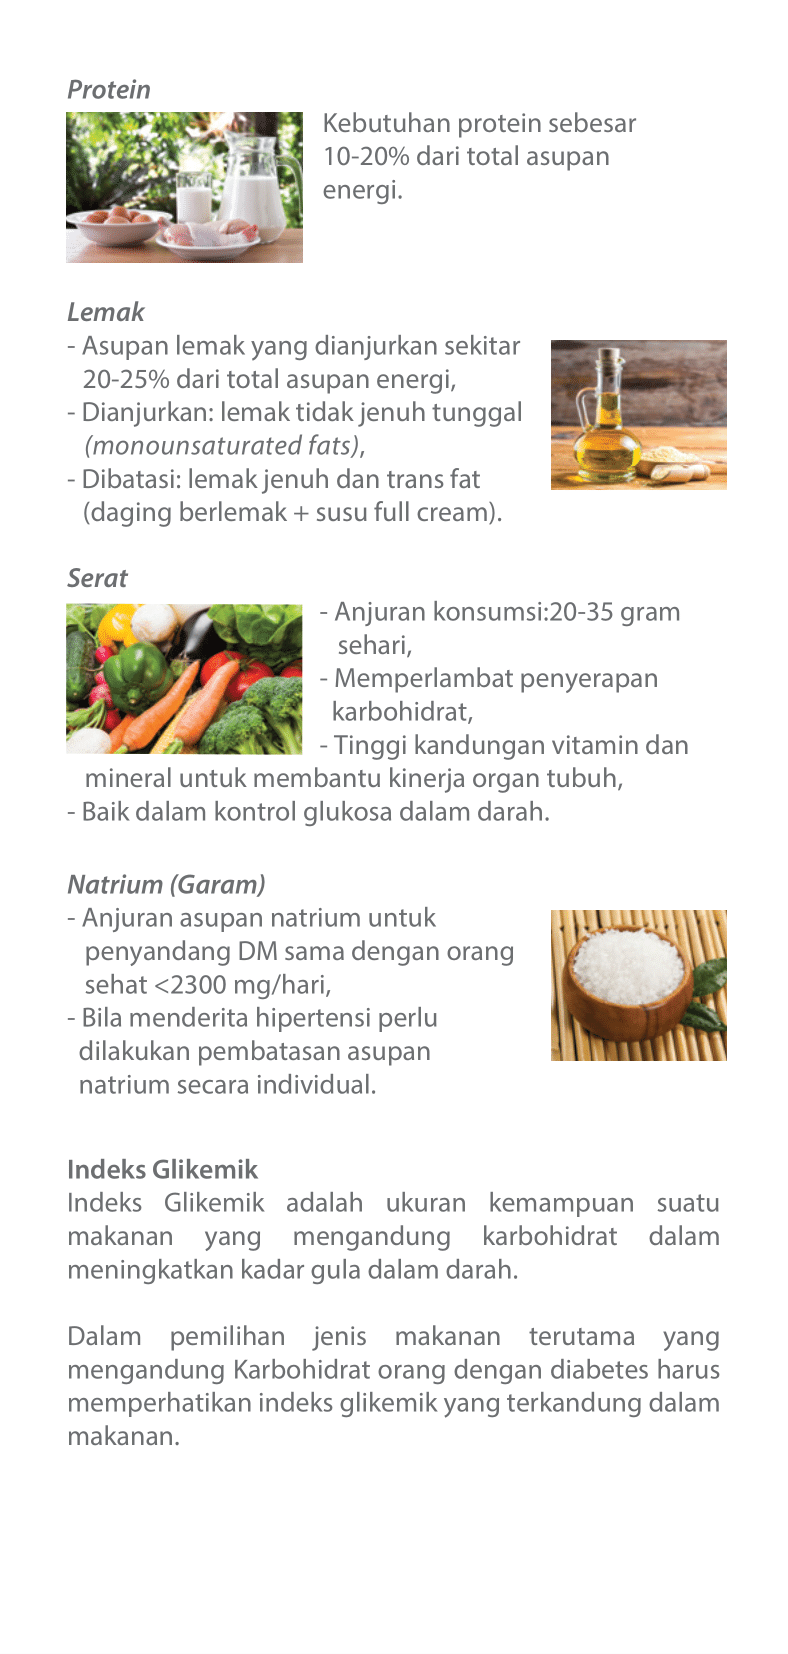 Protein
Kebutuhan protein sebesar
10-20% dari total asupan
energi.
Lemak
- Asupan lemak yang dianjurkan sekitar
20-25% dari total asupan energi,
- Dianjurkan: lemak tidak jenuh tunggal
(monounsaturated fats),
- Dibatasi: lemak jenuh dan trans fat
(daging berlemak + susu full cream).
Serat
- Anjuran konsumsi:20-35 gram
sehari,
- Memperlambat penyerapan
karbohidrat,
- Tinggi kandungan vitamin dan
mineral untuk membantu kinerja organ tubuh,
- Baik dalam kontrol glukosa dalam darah.
Natrium (Garam)
- Anjuran asupan natrium untuk
penyandang DM sama dengan orang
sehat <2300 mg/hari,
- Bila menderita hipertensi perlu
dilakukan pembatasan asupan
natrium secara individual.
Indeks Glikemik
Indeks Glikemik adalah ukuran kemampuan suatu
makanan yang mengandung karbohidrat dalam
meningkatkan kadar gula dalam darah.
Dalam pemilihan jenis makanan terutama yang
mengandung Karbohidrat orang dengan diabetes harus
memperhatikan indeks glikemik yang terkandung dalam
makanan.